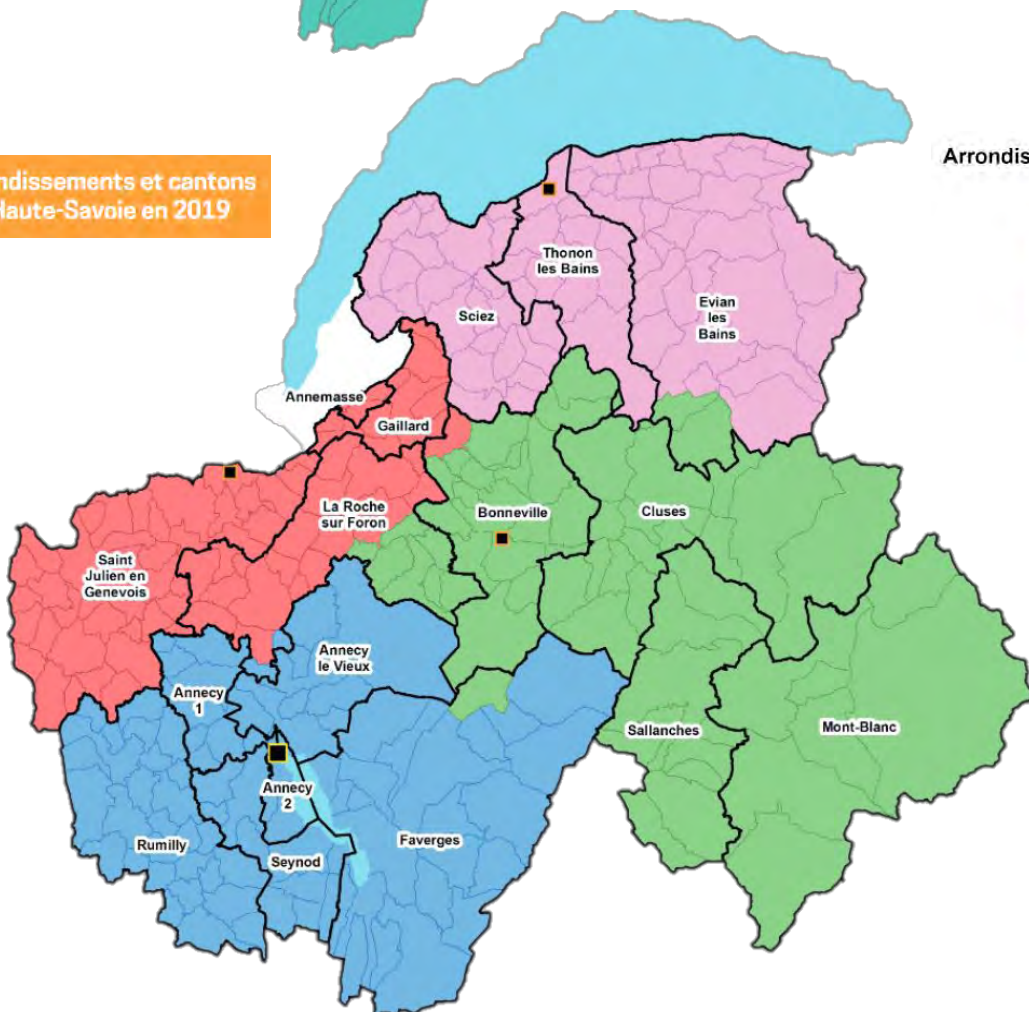 Arrondis
ndissements et cantons
Haute-Savoie en 2019
Thonon
les Bains
Evian
les
Bains
Sciez
Annemasse
Gaillard
La Roche
sur Foron
Bonneville
Cluses
Saint
Julien en
Genevois
Annecy
le Vieux
Annecy
1
Sallanches
Mont-Blanc
Annecy
2
Rumilly
Faverges
Seynod